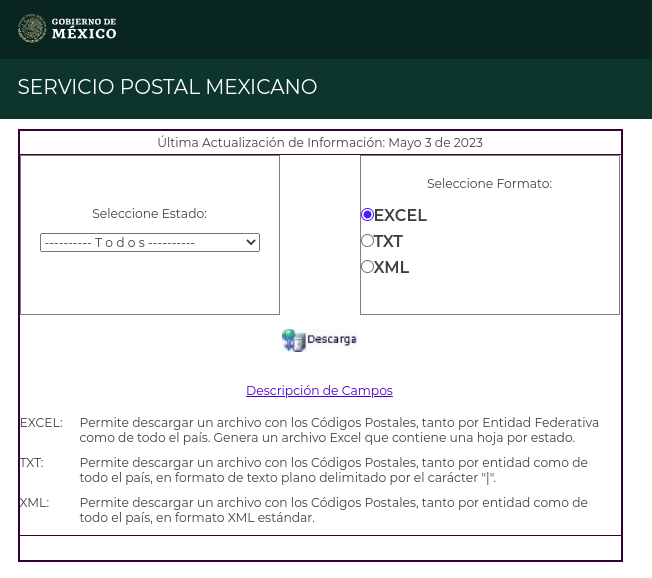 GOBIERNO DE
MÉXICO
SERVICIO POSTAL MEXICANO
Última Actualización de Información: Mayo 3 de 2023
Seleccione Estado:
---------- T o d o s ----------
Seleccione Formato:
EXCEL
TXT
XML
Descarga
Descripción de Campos
EXCEL: Permite descargar un archivo con los Códigos Postales, tanto por Entidad Federativa
como de todo el país. Genera un archivo Excel que contiene una hoja por estado.
TXT: Permite descargar un archivo con los Códigos Postales, tanto por entidad como de
todo el país, en formato de texto plano delimitado por el carácter "|".
XML: Permite descargar un archivo con los Códigos Postales, tanto por entidad como de
todo el país, en formato XML estándar.